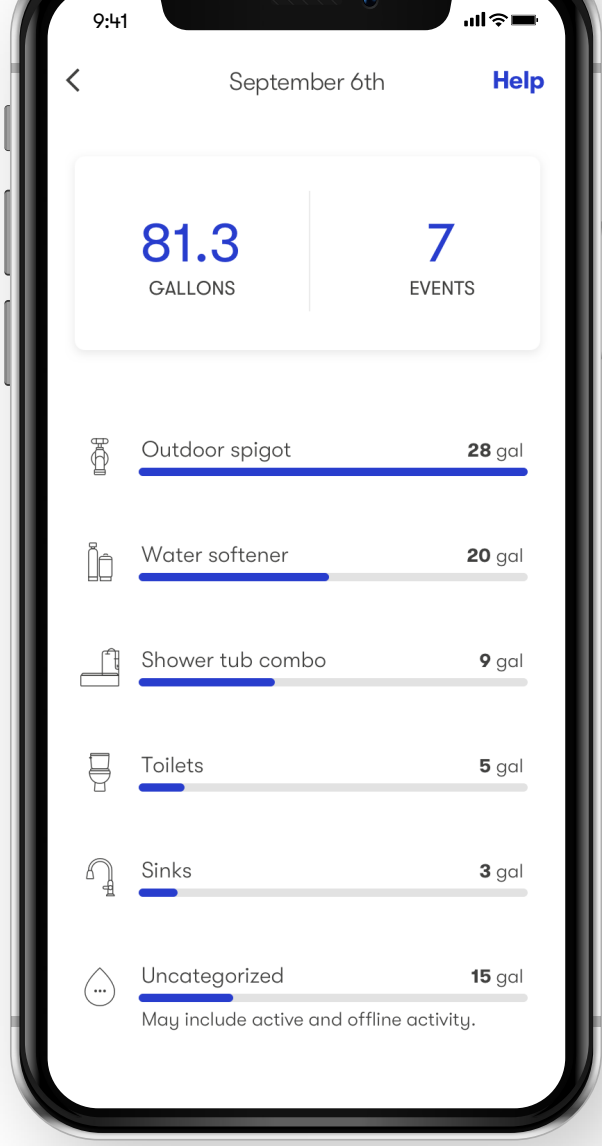 9:41
September 6th
Help
81.3
7
GALLONS
EVENTS
Outdoor spigot
28 gal
Water softener
20 gal
Shower tub combo
9 gal
Toilets
5 gal
Sinks
3 gal
Uncategorized
15 gal
May include active and offline activity.